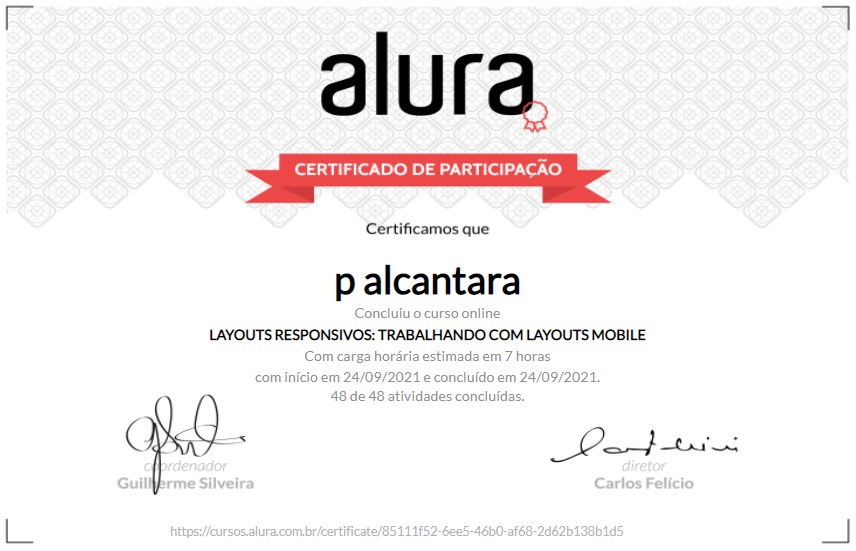 alura
CERTIFICADO DE PARTICIPAÇÃO
Certificamos que
p alcantara
Concluiu o curso online
LAYOUTS RESPONSIVOS: TRABALHANDO COM LAYOUTS MOBILE
Com carga horária estimada em 7 horas
com início em 24/09/2021 e concluído em 24/09/2021.
48 de 48 atividades concluídas.
coordenador
Guilherme Silveira
diretor
Carlos Felício
https://cursos.alura.com.br/certificate/85111f52-6ee5-46b0-af68-2d62b138b1d5